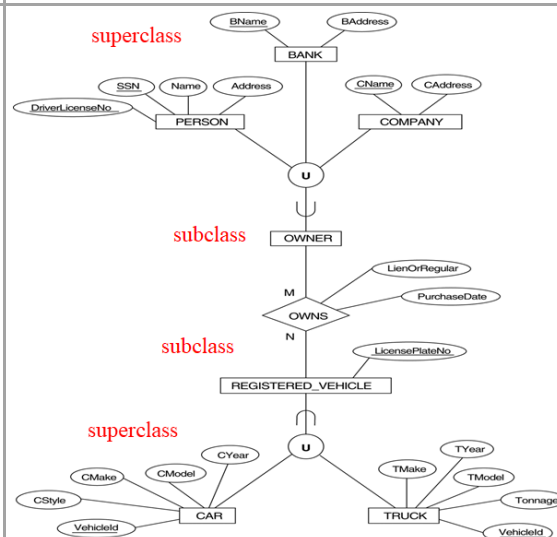 superclass
BName
BAddress
BANK
SSN
Name
Address
CName
CAddress
DriverLicenseNo
PERSON
COMPANY
U
subclass
OWNER
LienOrRegular
M
PurchaseDate
OWNS
N
subclass
LicensePlateNo
REGISTERED_VEHICLE
superclass
U
CYear
TYear
CModel
TMake
CMake
TModel
CStyle
Tonnage
VehicleId
CAR
TRUCK
VehicleId